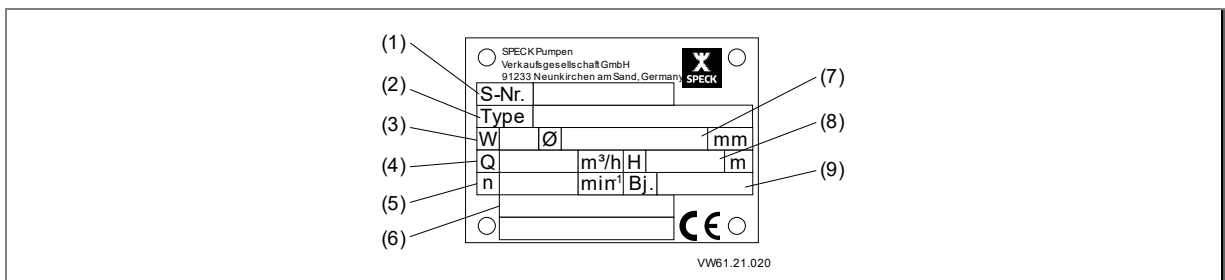 (1)
SPECK Pumpen
Verkaufsgesellschaft GmbH
91233 Neunkirchen am Sand, Germany
SPECK
(2)
S-Nr.
(7)
Type
(3)
W Ø mm
(8)
(4)
Q m³/h H m
(9)
(5)
n min⁻¹ Bj.
(6)
CE
VW61.21.020